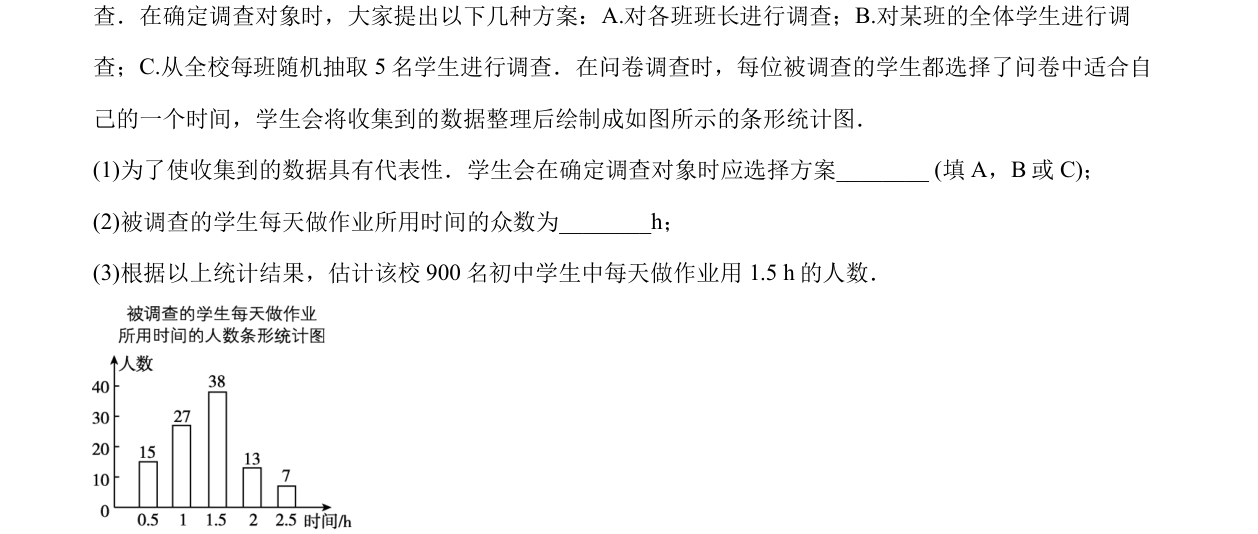 查．在确定调查对象时，大家提出以下几种方案：A.对各班班长进行调查；B.对某班的全体学生进行调
查；C.从全校每班随机抽取 5 名学生进行调查．在问卷调查时，每位被调查的学生都选择了问卷中适合自
己的一个时间，学生会将收集到的数据整理后绘制成如图所示的条形统计图．
(1)为了使收集到的数据具有代表性．学生会在确定调查对象时应选择方案________ (填 A，B 或 C)；
(2)被调查的学生每天做作业所用时间的众数为________h；
(3)根据以上统计结果，估计该校 900 名初中学生中每天做作业用 1.5 h 的人数．
被调查的学生每天做作业
所用时间的人数条形统计图
人数
40
30
20
10
0
15
27
38
13
7
0.5 1 1.5 2 2.5 时间/h